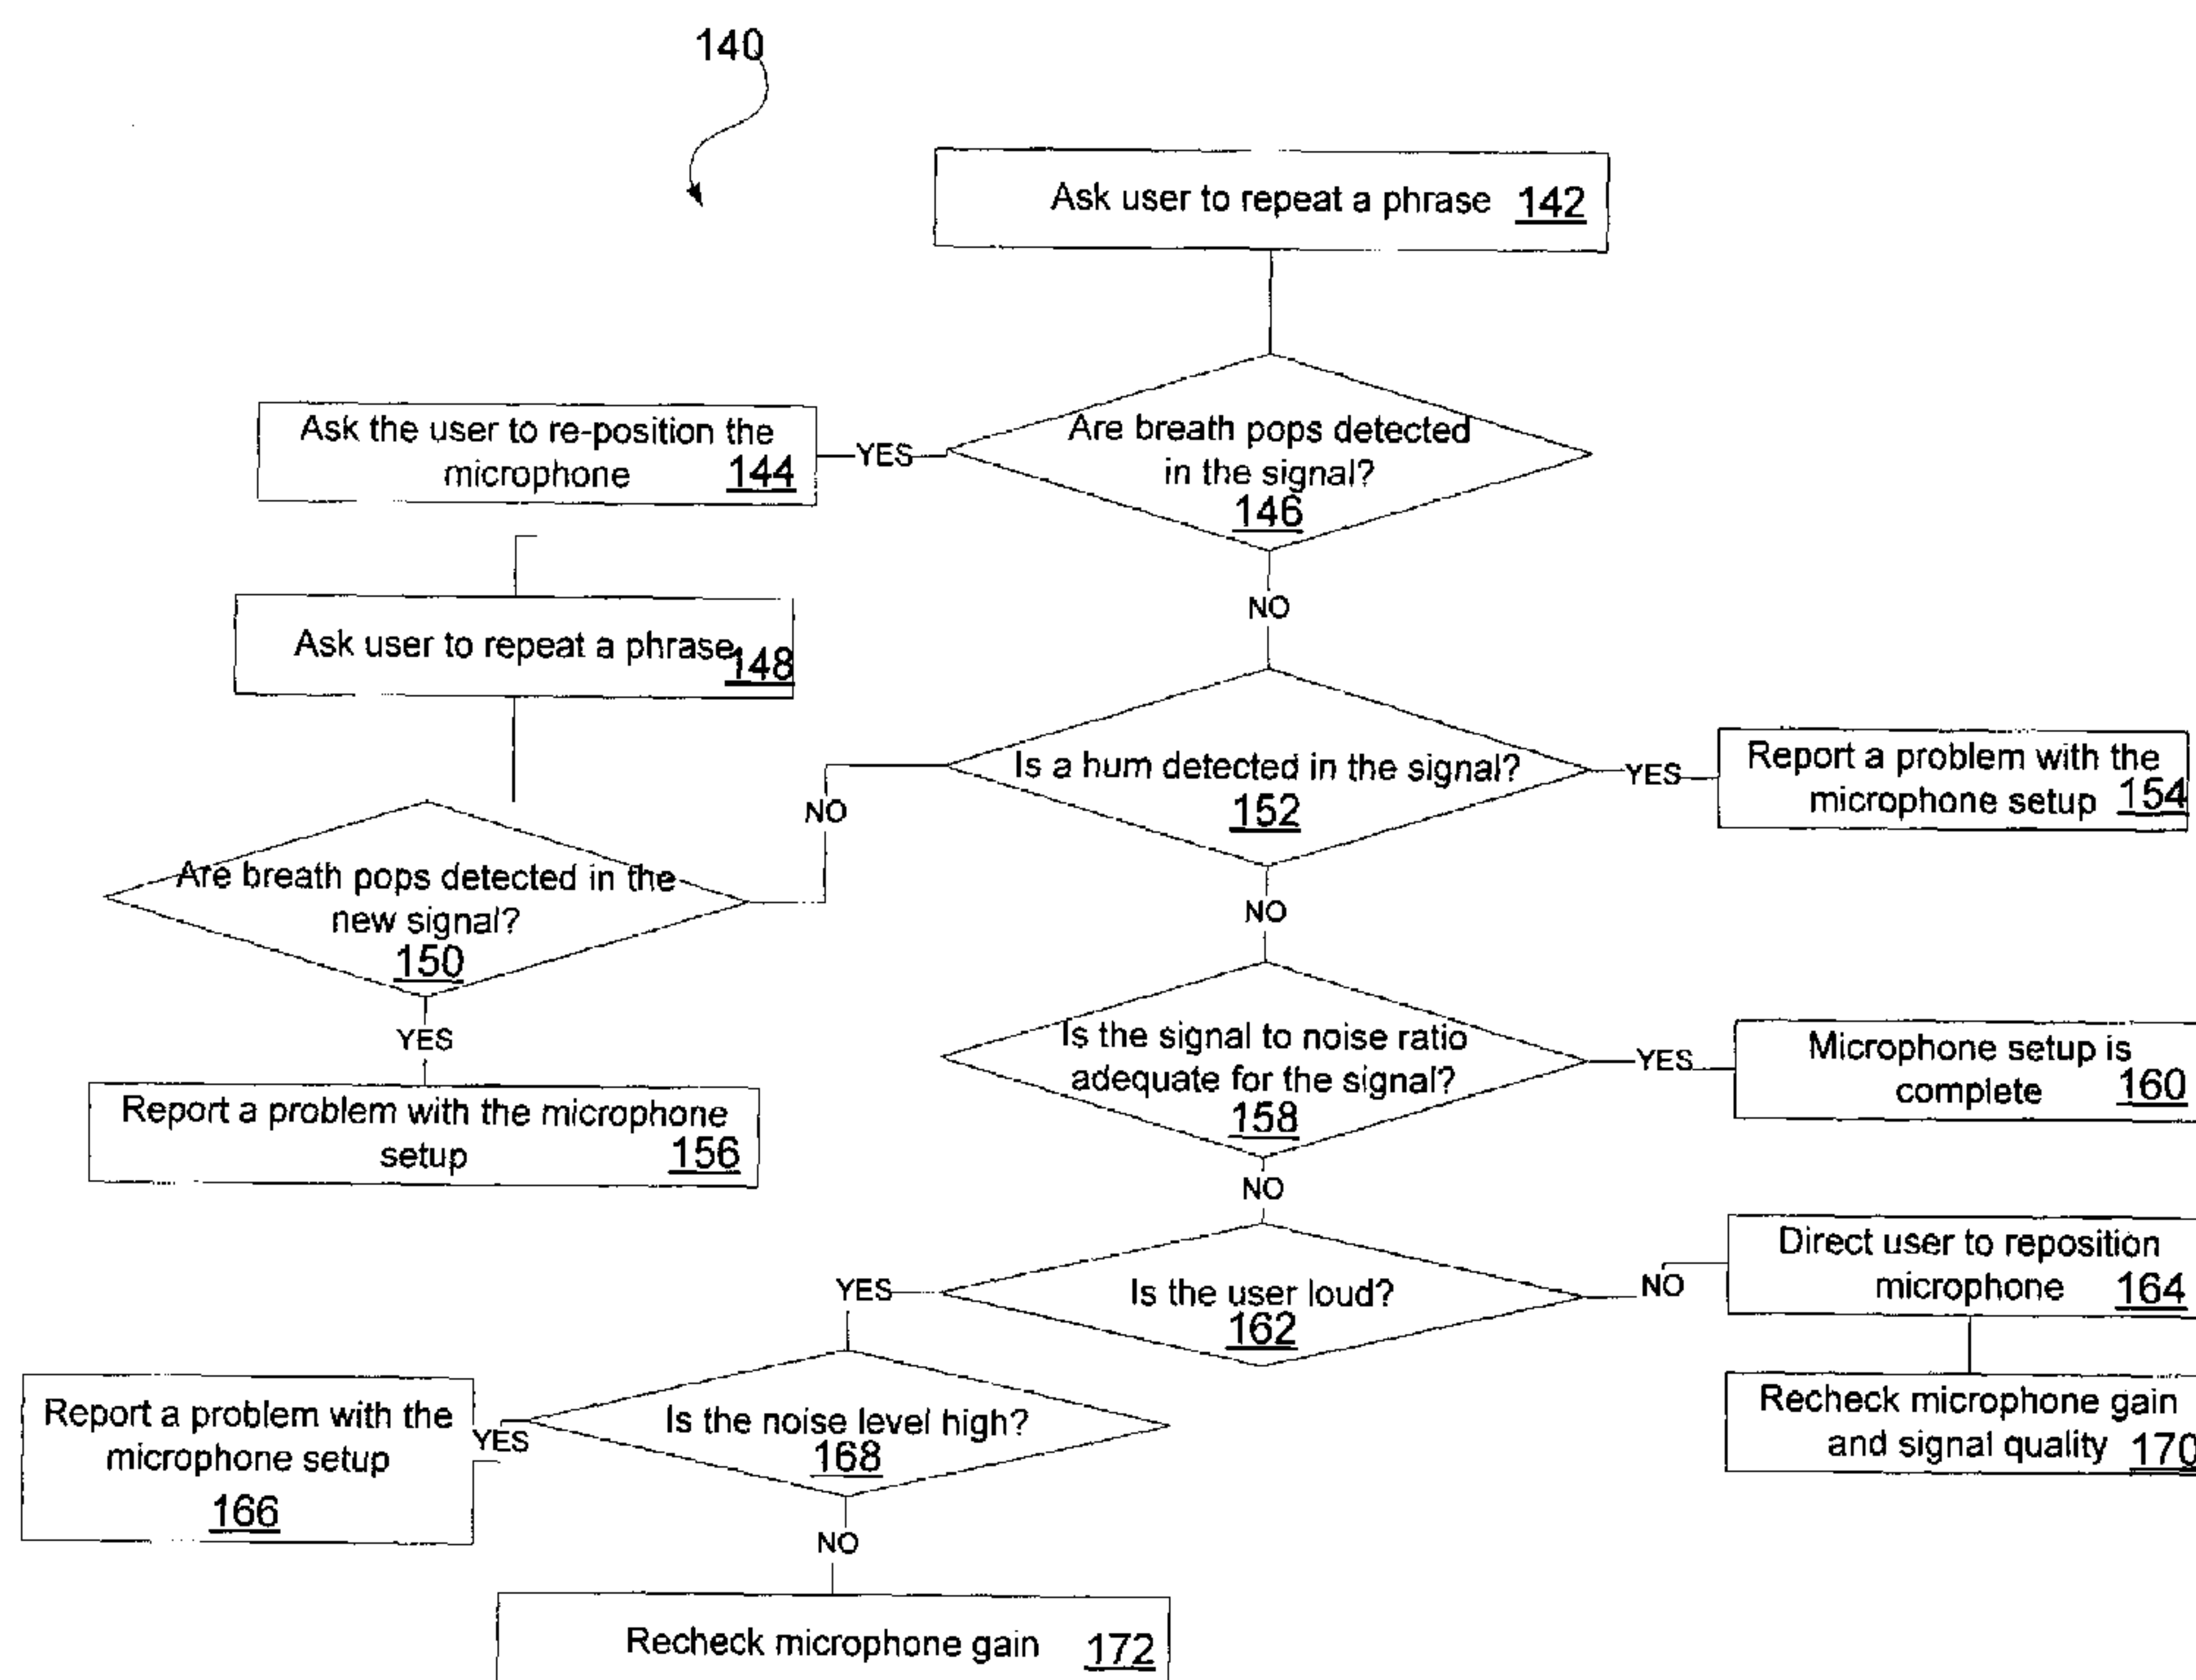 140
Ask user to repeat a phrase 142
Ask the user to re-position the
microphone 144
YES
Are breath pops detected
in the signal?
146
NO
Ask user to repeat a phrase 148
Is a hum detected in the signal?
152
YES
Report a problem with the
microphone setup 154
NO
Are breath pops detected in the
new signal?
150
YES
NO
Is the signal to noise ratio
adequate for the signal?
158
YES
Microphone setup is
complete 160
Report a problem with the microphone
setup 156
NO
Is the user loud?
162
YES
NO
Direct user to reposition
microphone 164
Recheck microphone gain
and signal quality 170
Is the noise level high?
168
YES
Report a problem with the
microphone setup
166
NO
Recheck microphone gain 172